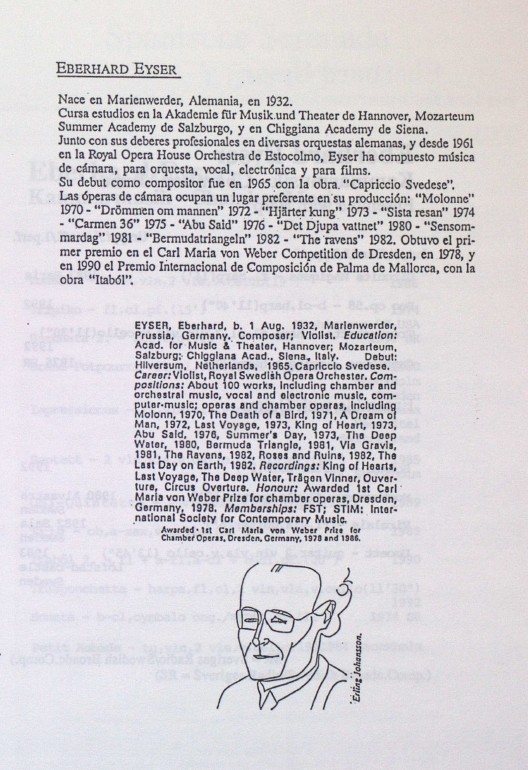 EBERHARD EYSER
Nace en Marienwerder, Alemania, en 1932.
Cursa estudios en la Akademie für Musik.und Theater de Hannover, Mozarteum
Summer Academy de Salzburgo, y en Chiggiana Academy de Siena.
Junto con sus deberes profesionales en diversas orquestas alemanas, y desde 1961
en la Royal Opera House Orchestra de Estocolmo, Eyser ha compuesto música
de cámara, para orquesta, vocal, electrónica y para films.
Su debut como compositor fue en 1965 con la obra. "Capriccio Svedese".
Las óperas de cámara ocupan un lugar preferente en su producción: "Molonne"
1970 - "Drömmen om mannen" 1972 - "Hjärter kung" 1973 - "Sista resan" 1974
- "Carmen 36" 1975 - "Abu Said" 1976 - "Det Djupa vattnet" 1980 - "Sensom-
mardag" 1981 - "Bermudatriangeln" 1982 - "The ravens" 1982. Obtuvo el pri-
mer premio en el Carl Maria von Weber Competition de Dresden, en 1978, y
en 1990 el Premio Internacional de Composición de Palma de Mallorca, con la
obra "Itaból".
EYSER, Eberhard, b. 1 Aug. 1932, Marienwerder,
Prussia, Germany. Composer; Violist. Education:
Acad. for Music & Theater, Hannover; Mozarteum,
Salzburg; Chiggiana Acad., Siena, Italy. Debut:
Hilversum, Netherlands, 1965. Capriccio Svedese.
Career: Violist, Royal Swedish Opera Orchester. Com-
positions: About 100 works, including chamber and
orchestral music, vocal and electronic music, com-
puter-music; operas and chamber operas, including
Molonn, 1970, The Death of a Bird, 1971, A Dream of
Man, 1972, Last Voyage, 1973, King of Heart, 1973,
Abu Said, 1976, Summer's Day, 1973, The Deep
Water, 1980, Bermuda Triangle, 1981, Via Gravis,
1981, The Ravens, 1982, Roses and Ruins, 1982, The
Last Day on Earth, 1982. Recordings: King of Hearts,
Last Voyage, The Deep Water, Trägen Vinner, Ouver-
ture, Circus Overture. Honour: Awarded 1st Carl
Maria von Weber Prize for chamber operas, Dresden,
Germany, 1978. Memberships: FST; STIM; Inter-
national Society for Contemporary Music.
Awarded 1st Carl Maria von Weber Prize for
Chamber Operas, Dresden, Germany, 1978 and 1986.
Erling Johansson.